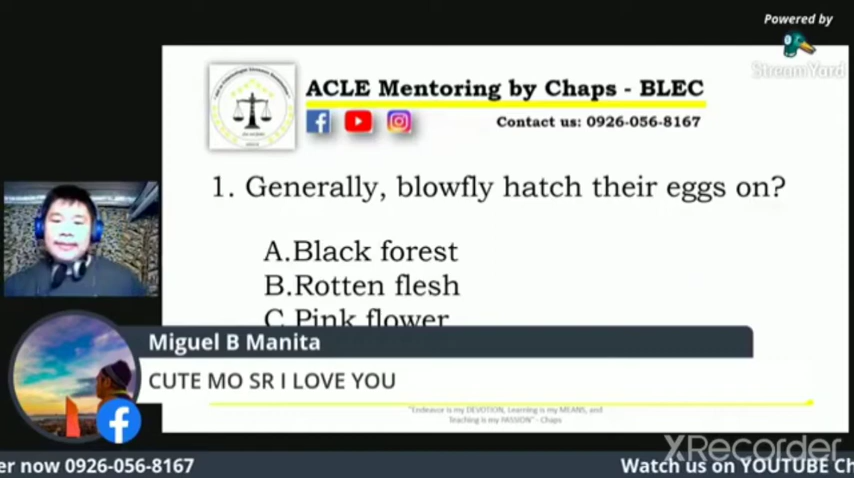 Powered by
StreamYard
ACLE Mentoring by Chaps - BLEC
Contact us: 0926-056-8167
1. Generally, blowfly hatch their eggs on?
A.Black forest
B.Rotten flesh
C.Pink flower
Miguel B Manita
CUTE MO SR I LOVE YOU
"Endeavor is my DEVOTION, Learning is my MEANS, and
Teaching is my PASSION"- Chaps
XRecorder
er now 0926-056-8167
Watch us on YOUTUBE Ch